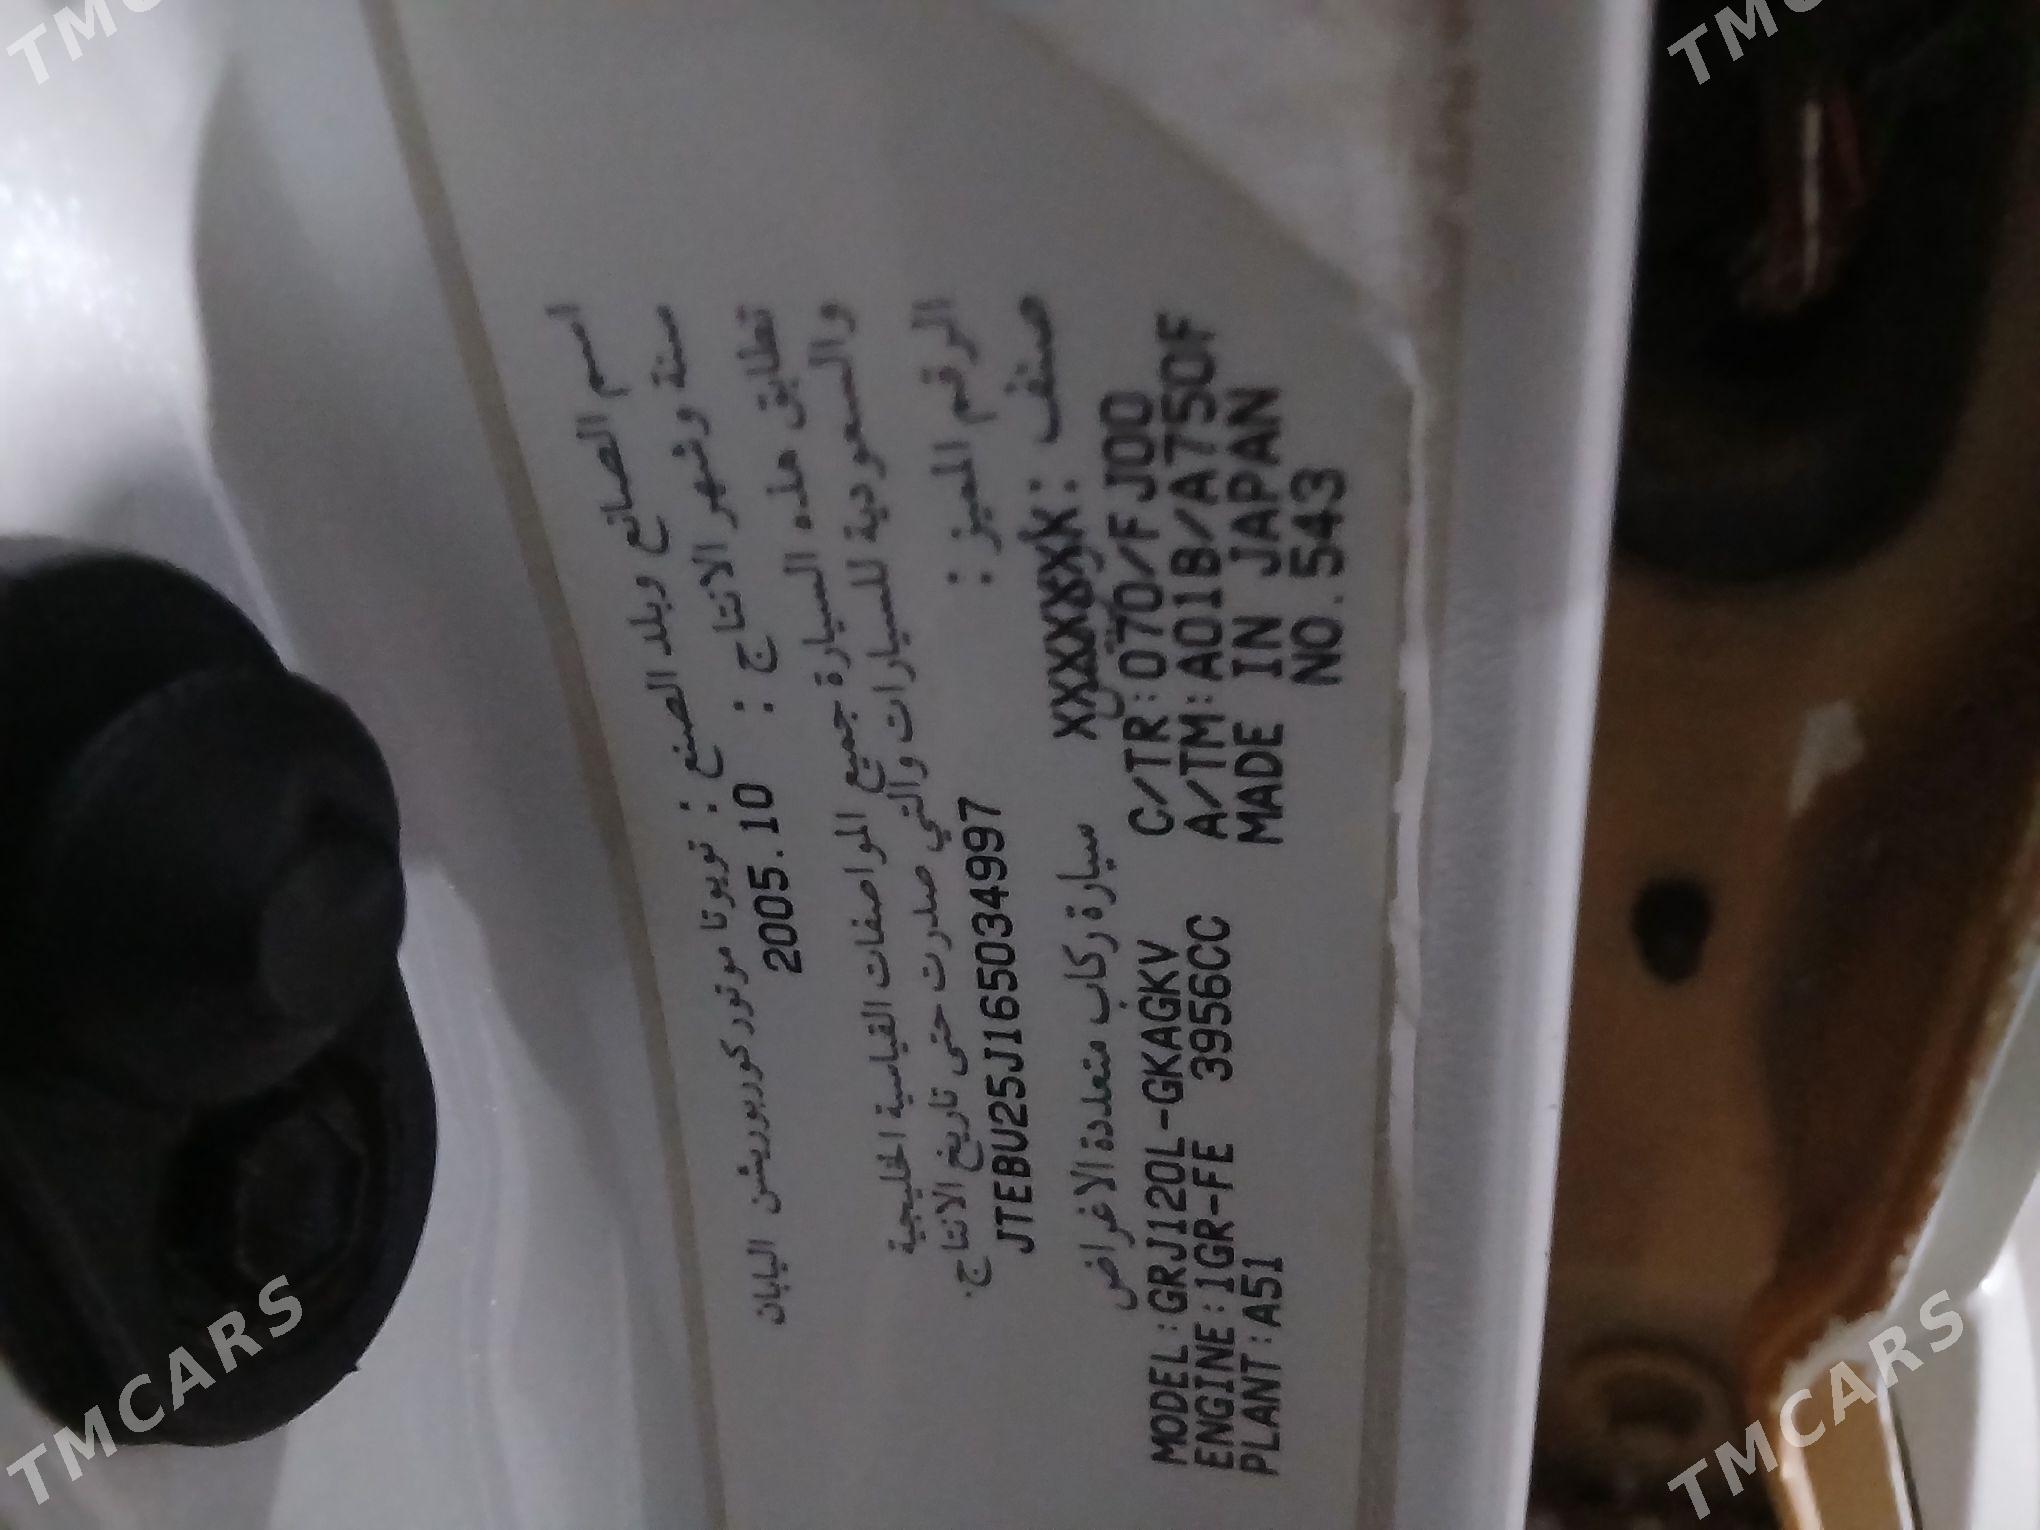 اسم الصانع وبلد الصنع : تويوتا موتور كوربوريشن اليابان
سنة وشهر الانتاج : 2005.10
تطابق هذه السيارة جميع المواصفات القياسية الخليجية
والسعودية للسيارات والتي صدرت حتى تاريخ الانتاج.
الرقم المميز : JTEBU25J165034997
صنف : XXXXXXXX سيارة ركاب متعددة الاغراض
MODEL:GRJ120L-GKAGKV C/TR:070/FJ00
ENGINE:1GR-FE 3956CC A/TM:A01B/A750F
PLANT:A51 MADE IN JAPAN
NO.543
TMCARS
TMCARS